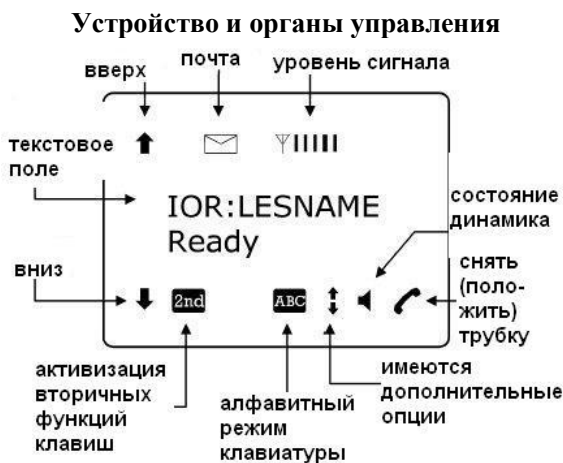 Устройство и органы управления
вверх
почта
уровень сигнала
текстовое
поле
IOR:LESNAME
Ready
состояние
динамика
вниз
2nd
ABC
снять
(поло-
жить)
трубку
активизация
вторичных
функций
клавиш
алфавитный
режим
клавиатуры
имеются
дополнительные
опции